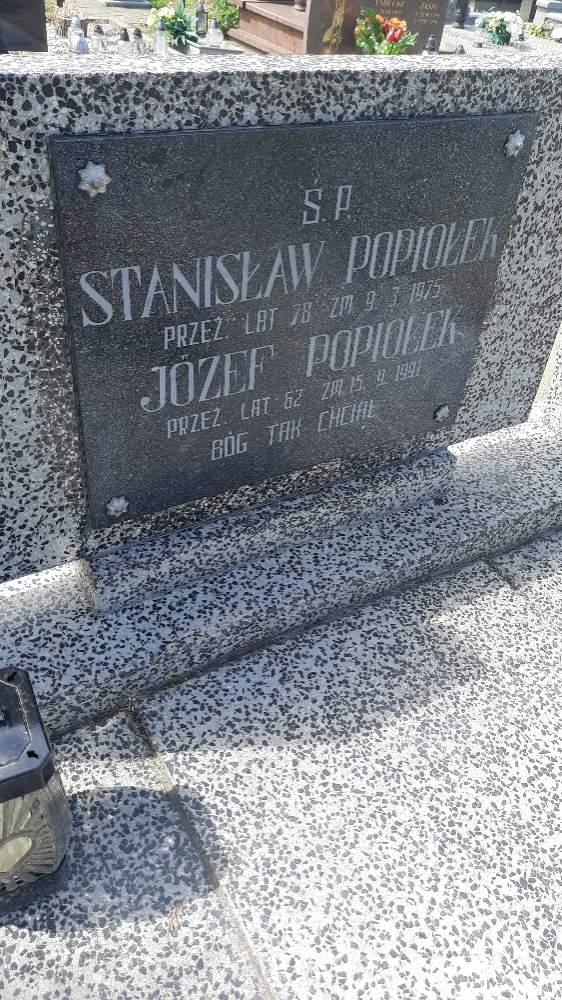 Ś.P.
STANISŁAW POPIOŁEK
PRZEŻ. LAT 78 ZM. 9.3.1975
JÓZEF POPIOŁEK
PRZEŻ. LAT 62 ZM. 15.9.1991
BÓG TAK CHCIAŁ